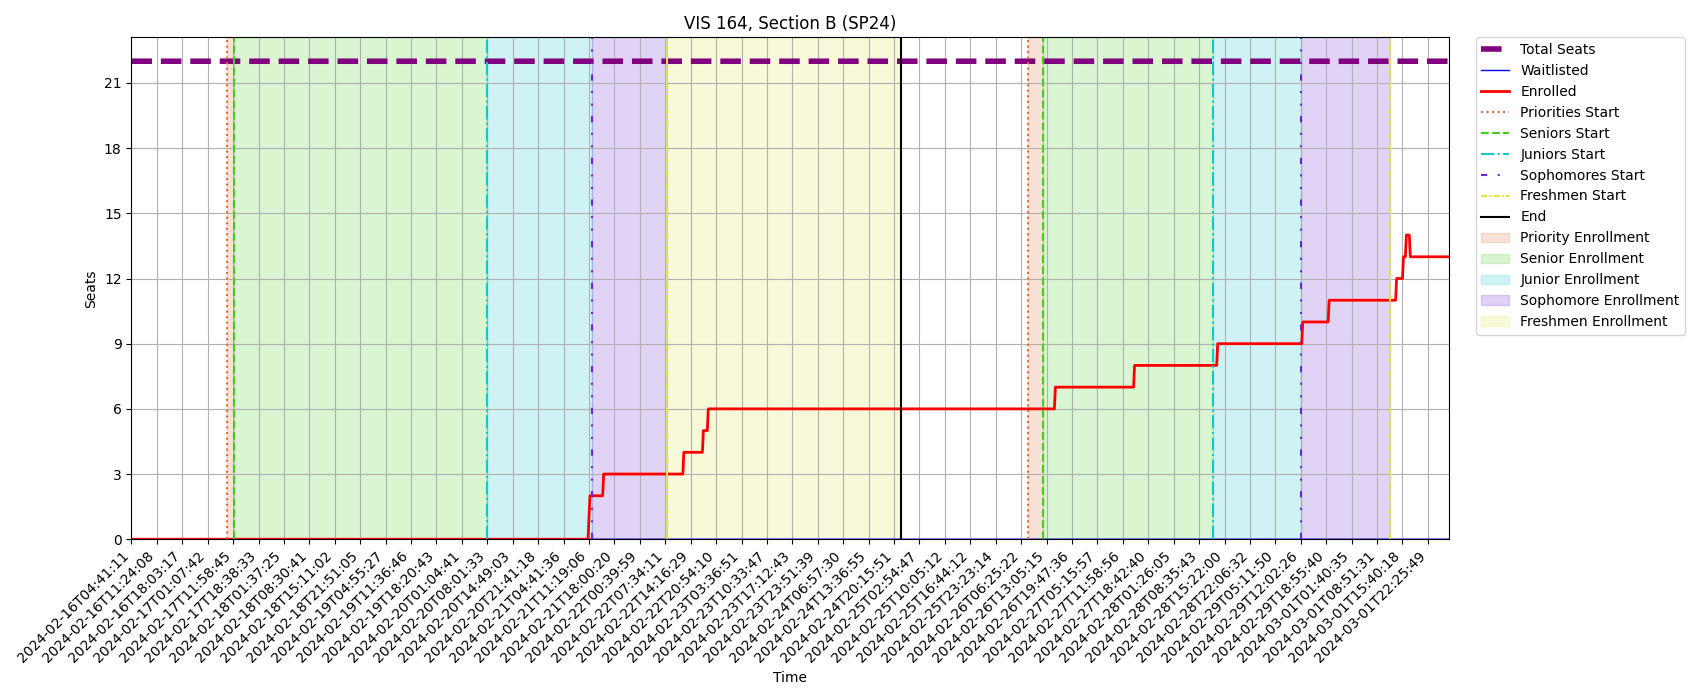 VIS 164, Section B (SP24)
Total Seats
Waitlisted
Enrolled
Priorities Start
Seniors Start
Juniors Start
Sophomores Start
Freshmen Start
End
Priority Enrollment
Senior Enrollment
Junior Enrollment
Sophomore Enrollment
Freshmen Enrollment
Seats
21
18
15
12
9
6
3
0
2024-02-16T04:41:11
2024-02-16T11:24:08
2024-02-16T18:03:17
2024-02-17T01:07:42
2024-02-17T11:58:45
2024-02-17T18:38:33
2024-02-18T01:37:25
2024-02-18T08:30:41
2024-02-18T15:11:02
2024-02-18T21:51:05
2024-02-19T04:55:27
2024-02-19T11:36:46
2024-02-19T18:20:43
2024-02-20T01:04:41
2024-02-20T08:01:33
2024-02-20T14:49:03
2024-02-20T21:41:18
2024-02-21T04:41:36
2024-02-21T11:19:06
2024-02-21T18:00:20
2024-02-22T00:39:59
2024-02-22T07:34:11
2024-02-22T14:16:29
2024-02-22T20:54:10
2024-02-23T03:36:51
2024-02-23T10:33:47
2024-02-23T17:12:43
2024-02-23T23:51:39
2024-02-24T06:57:30
2024-02-24T13:36:55
2024-02-24T20:15:51
2024-02-25T02:54:47
2024-02-25T10:05:12
2024-02-25T16:44:12
2024-02-25T23:23:14
2024-02-26T06:25:22
2024-02-26T13:05:15
2024-02-26T19:47:36
2024-02-27T05:15:57
2024-02-27T11:58:56
2024-02-27T18:42:40
2024-02-28T01:26:05
2024-02-28T08:35:43
2024-02-28T15:22:00
2024-02-28T22:06:32
2024-02-29T05:11:50
2024-02-29T12:02:26
2024-02-29T18:55:40
2024-03-01T01:40:35
2024-03-01T08:51:31
2024-03-01T15:40:18
2024-03-01T22:25:49
Time